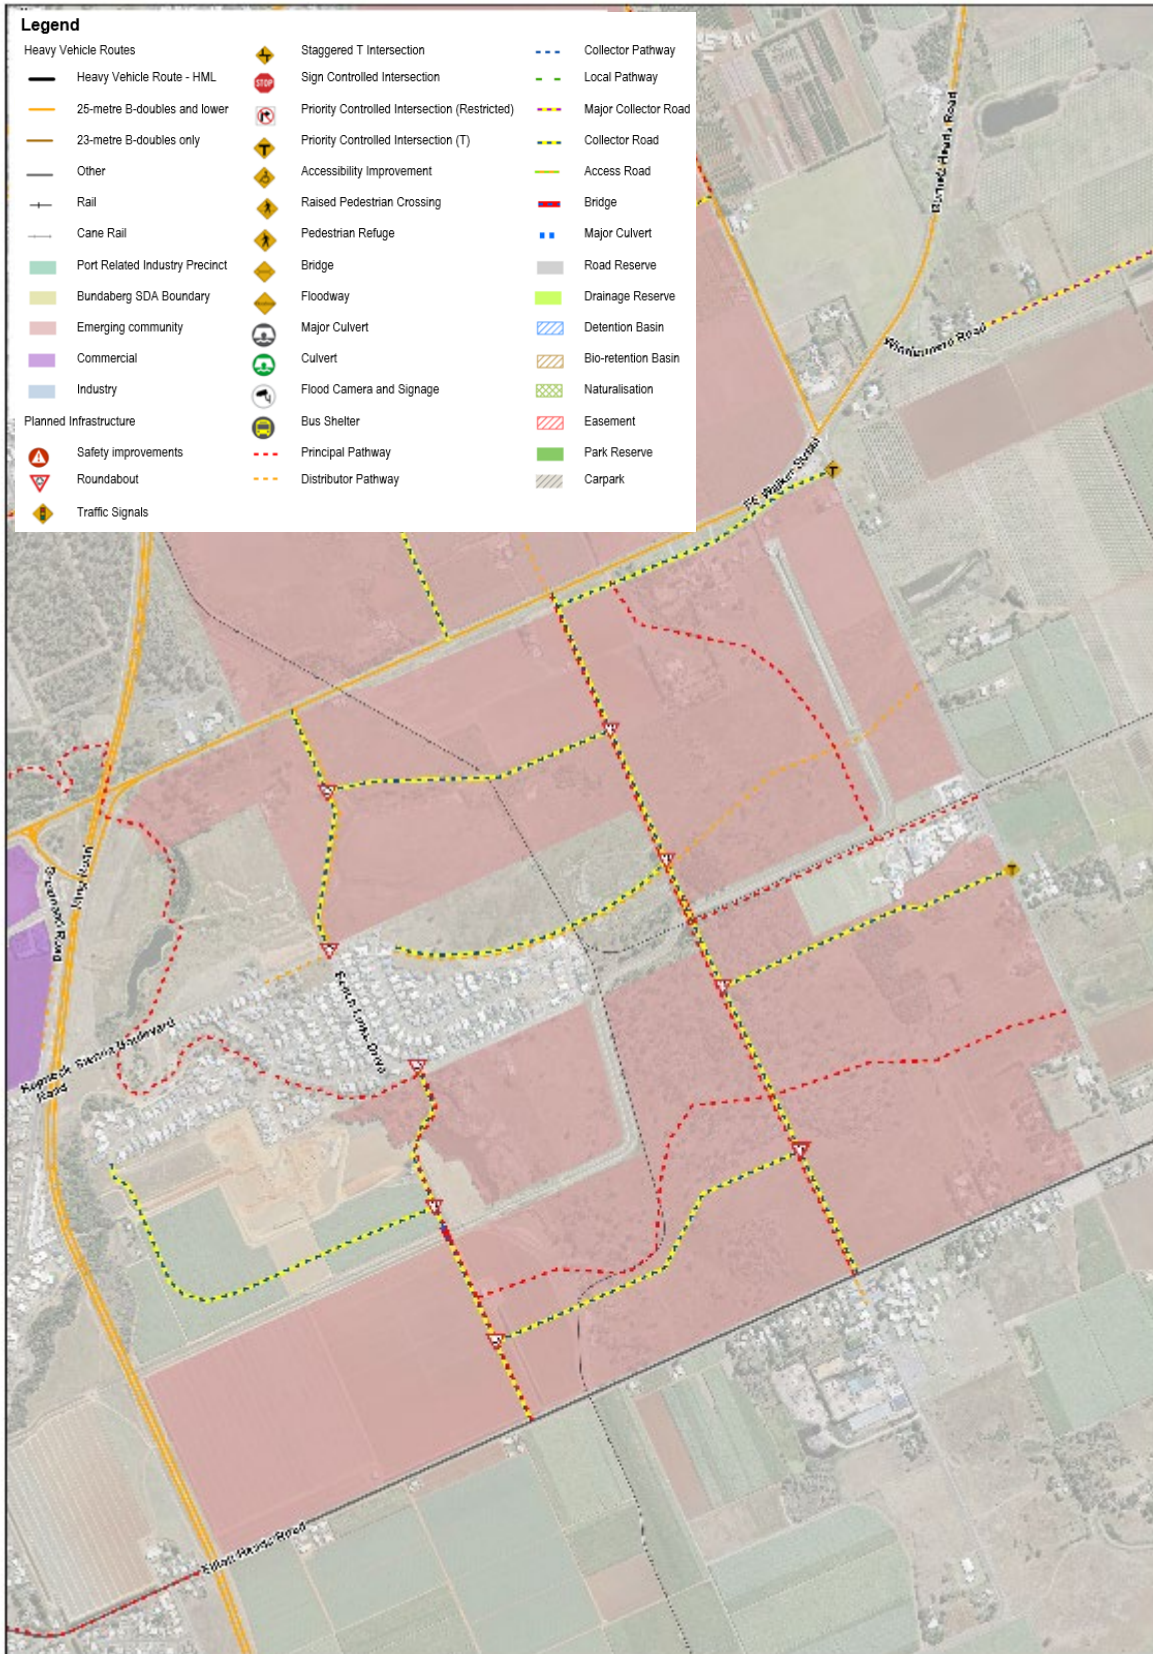 Legend
Heavy Vehicle Routes
Heavy Vehicle Route - HML
25-metre B-doubles and lower
23-metre B-doubles only
Other
Rail
Cane Rail
Port Related Industry Precinct
Bundaberg SDA Boundary
Emerging community
Commercial
Industry
Planned Infrastructure
Safety improvements
Roundabout
Traffic Signals
Staggered T Intersection
STOP
Sign Controlled Intersection
Priority Controlled Intersection (Restricted)
Priority Controlled Intersection (T)
Accessibility Improvement
Raised Pedestrian Crossing
Pedestrian Refuge
Bridge
Floodway
Major Culvert
Culvert
Flood Camera and Signage
Bus Shelter
Principal Pathway
Distributor Pathway
Collector Pathway
Local Pathway
Major Collector Road
Collector Road
Access Road
Bridge
Major Culvert
Road Reserve
Drainage Reserve
Detention Basin
Bio-retention Basin
Naturalisation
Easement
Park Reserve
Carpark
Road
Road
FE Walker Street
Road
Road
Drive
Boulevard
Road
Elliott Heads Road